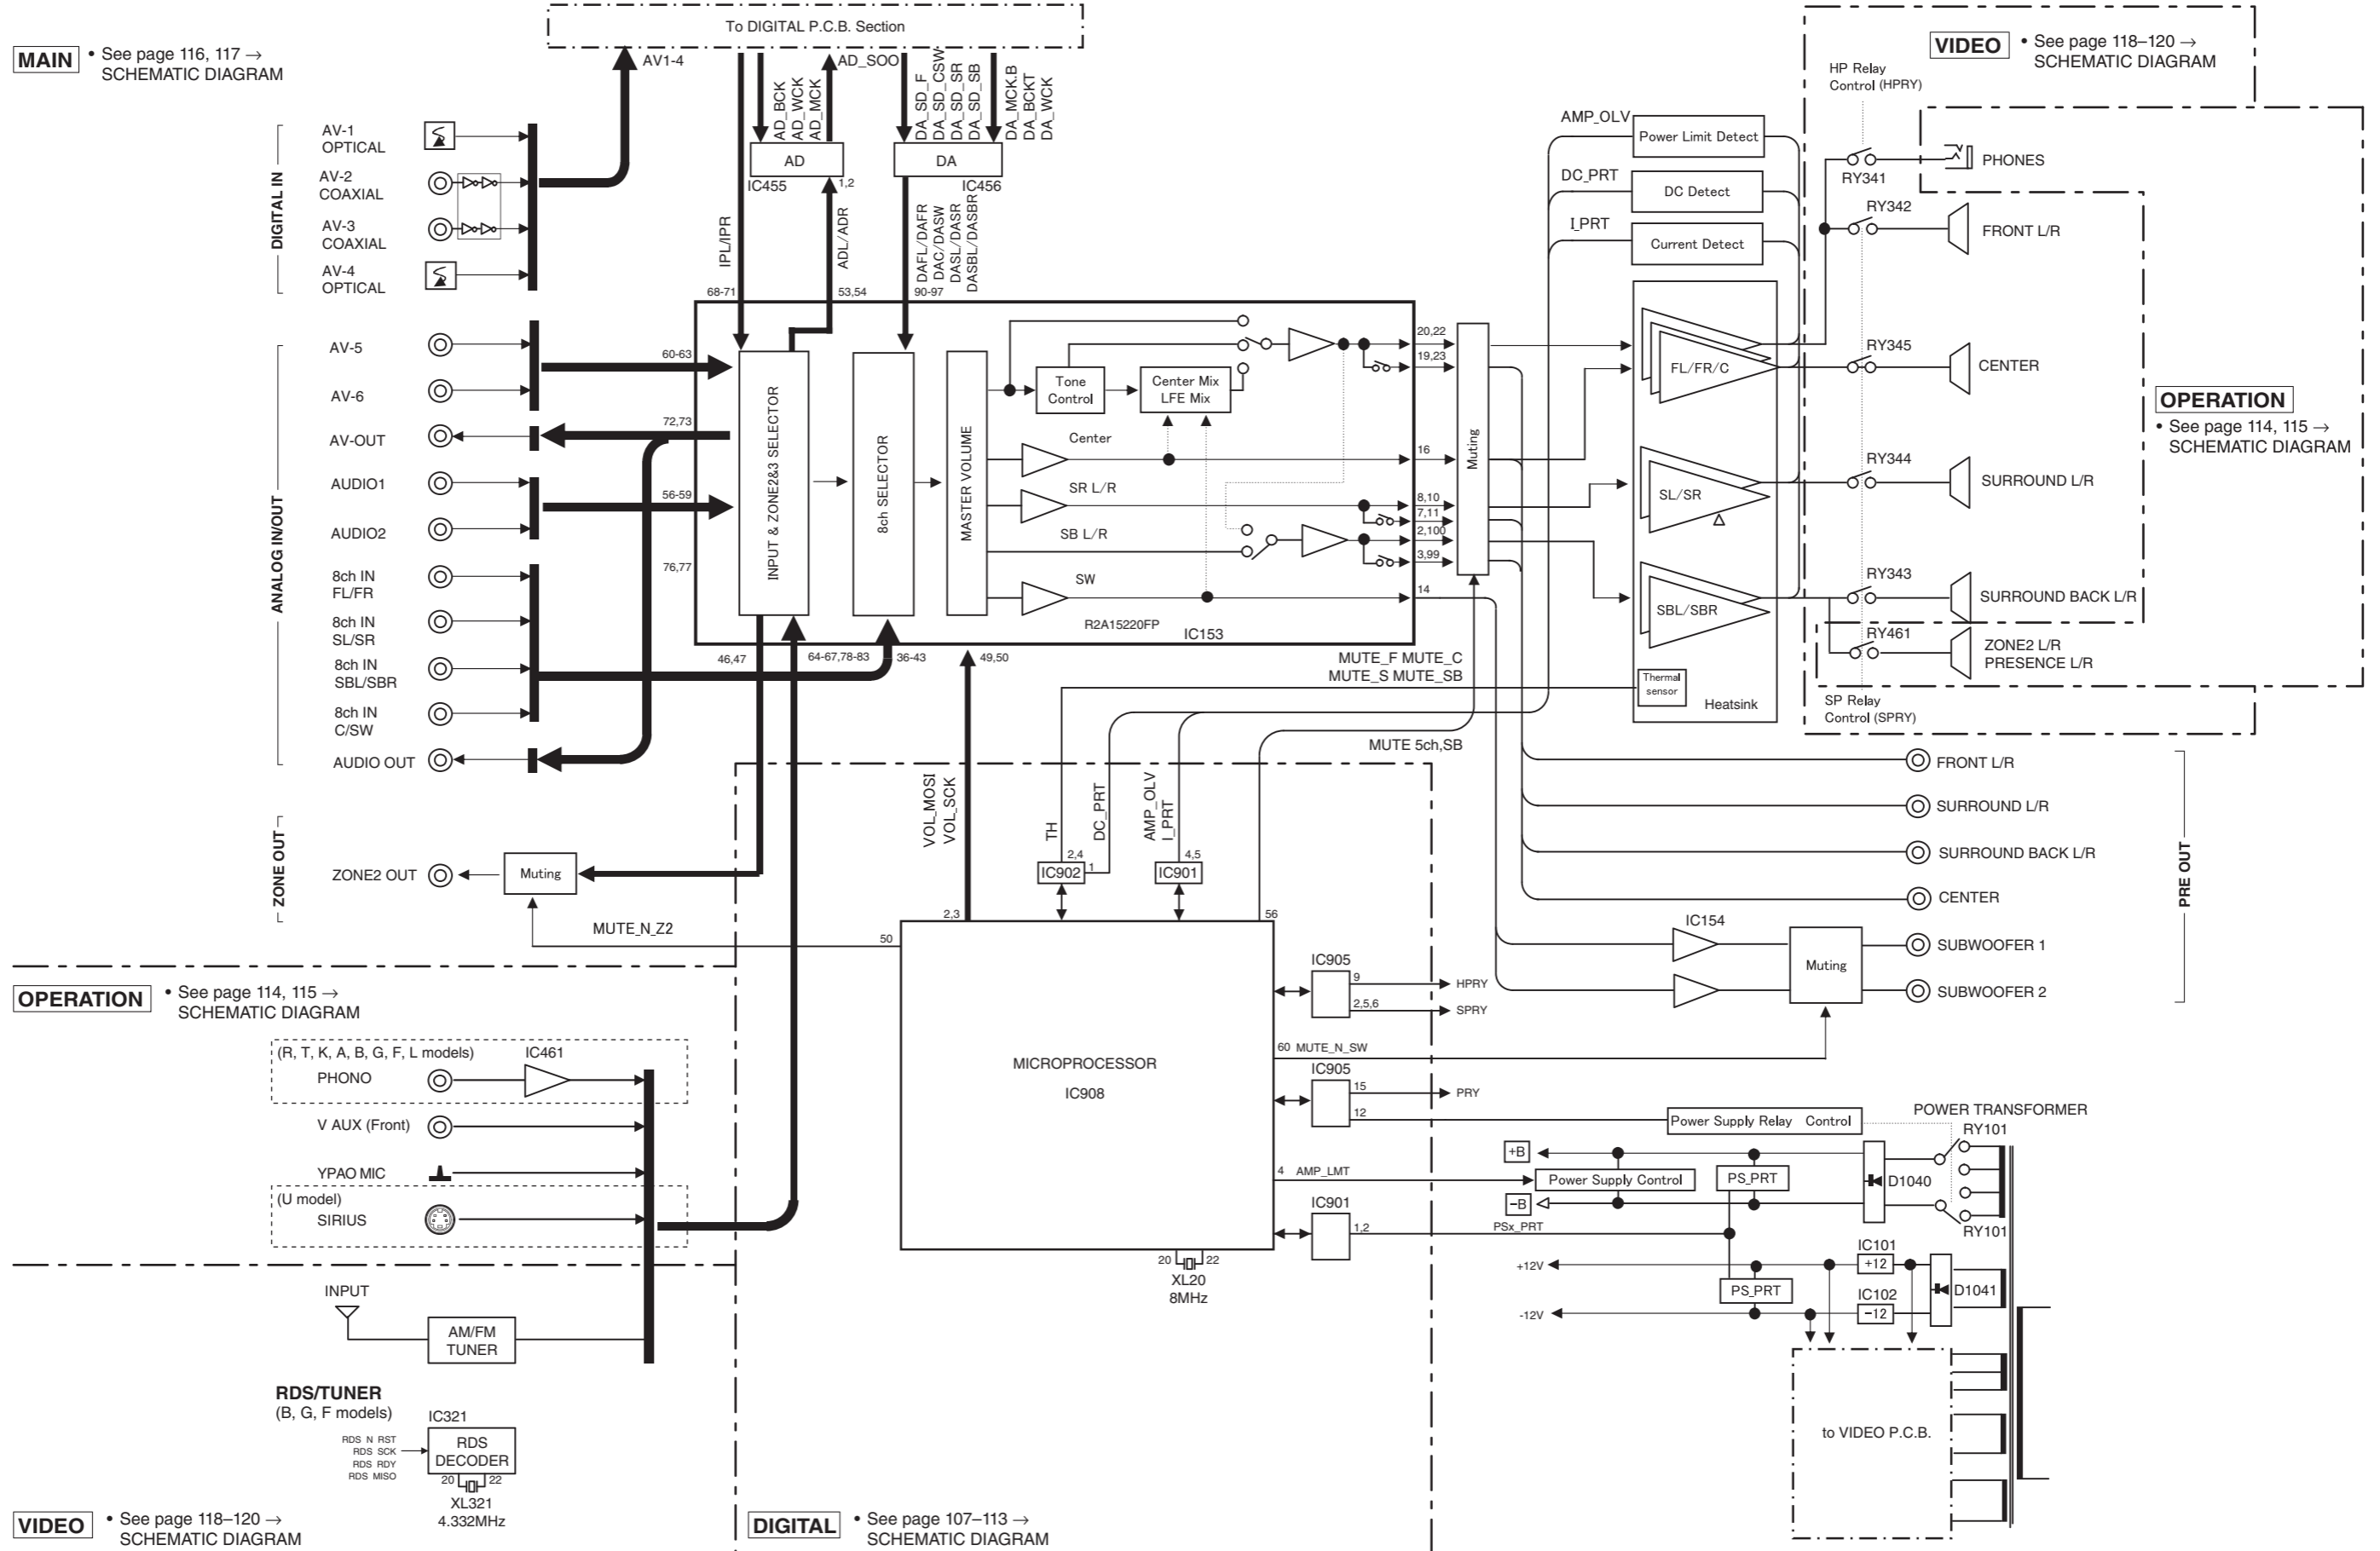 To DIGITAL P.C.B. Section
MAIN
• See page 116, 117 →
SCHEMATIC DIAGRAM
VIDEO
• See page 118–120 →
SCHEMATIC DIAGRAM
AV1-4
AD_SOO
AD_BCK
AD_WCK
AD_MCK
DA_SD_F
DA_SD_CSW
DA_SD_SR
DA_SD_SB
DA_MCK.B
DA_BCKT
DA_WCK
HP Relay
Control (HPRY)
DIGITAL IN
AV-1
OPTICAL
AV-2
COAXIAL
AV-3
COAXIAL
AV-4
OPTICAL
AD
IC455
1,2
DA
IC456
IPL/IPR
ADL/ADR
DAFL/DAFR
DAC/DASW
DASL/DASR
DASBL/DASBR
AMP_OLV
Power Limit Detect
DC_PRT
DC Detect
I_PRT
Current Detect
RY341
PHONES
RY342
FRONT L/R
RY345
CENTER
RY344
SURROUND L/R
RY343
SURROUND BACK L/R
RY461
ZONE2 L/R
PRESENCE L/R
SP Relay
Control (SPRY)
OPERATION
• See page 114, 115 →
SCHEMATIC DIAGRAM
ANALOG IN/OUT
AV-5
AV-6
AV-OUT
AUDIO1
AUDIO2
8ch IN
FL/FR
8ch IN
SL/SR
8ch IN
SBL/SBR
8ch IN
C/SW
AUDIO OUT
68-71
53,54
90-97
60-63
72,73
56-59
76,77
46,47
64-67,78-83
36-43
49,50
INPUT & ZONE2&3 SELECTOR
8ch SELECTOR
MASTER VOLUME
Tone
Control
Center Mix
LFE Mix
Center
SR L/R
SB L/R
SW
R2A15220FP
IC153
20,22
19,23
16
8,10
7,11
2,100
3,99
14
Muting
FL/FR/C
SL/SR
SBL/SBR
Thermal
sensor
Heatsink
MUTE_F MUTE_C
MUTE_S MUTE_SB
MUTE 5ch,SB
ZONE OUT
ZONE2 OUT
Muting
MUTE_N_Z2
VOL_MOSI
VOL_SCK
TH
DC_PRT
AMP_OLV
I_PRT
2,4
IC902
1
4,5
IC901
2,3
56
50
MICROPROCESSOR
IC908
20
22
XL20
8MHz
PRE OUT
FRONT L/R
SURROUND L/R
SURROUND BACK L/R
CENTER
IC154
Muting
SUBWOOFER 1
SUBWOOFER 2
IC905
9
HPRY
2,5,6
SPRY
60 MUTE_N_SW
IC905
15
PRY
12
Power Supply Relay Control
4 AMP_LMT
IC901
1,2
PSx_PRT
POWER TRANSFORMER
RY101
+B
Power Supply Control
PS_PRT
D1040
−B
RY101
+12V
IC101
+12
PS_PRT
D1041
IC102
−12
-12V
to VIDEO P.C.B.
OPERATION
• See page 114, 115 →
SCHEMATIC DIAGRAM
(R, T, K, A, B, G, F, L models)
IC461
PHONO
V AUX (Front)
YPAO MIC
(U model)
SIRIUS
INPUT
AM/FM
TUNER
RDS/TUNER
(B, G, F models)
IC321
RDS N RST
RDS SCK
RDS RDY
RDS MISO
RDS
DECODER
20
22
XL321
4.332MHz
VIDEO
• See page 118–120 →
SCHEMATIC DIAGRAM
DIGITAL
• See page 107–113 →
SCHEMATIC DIAGRAM